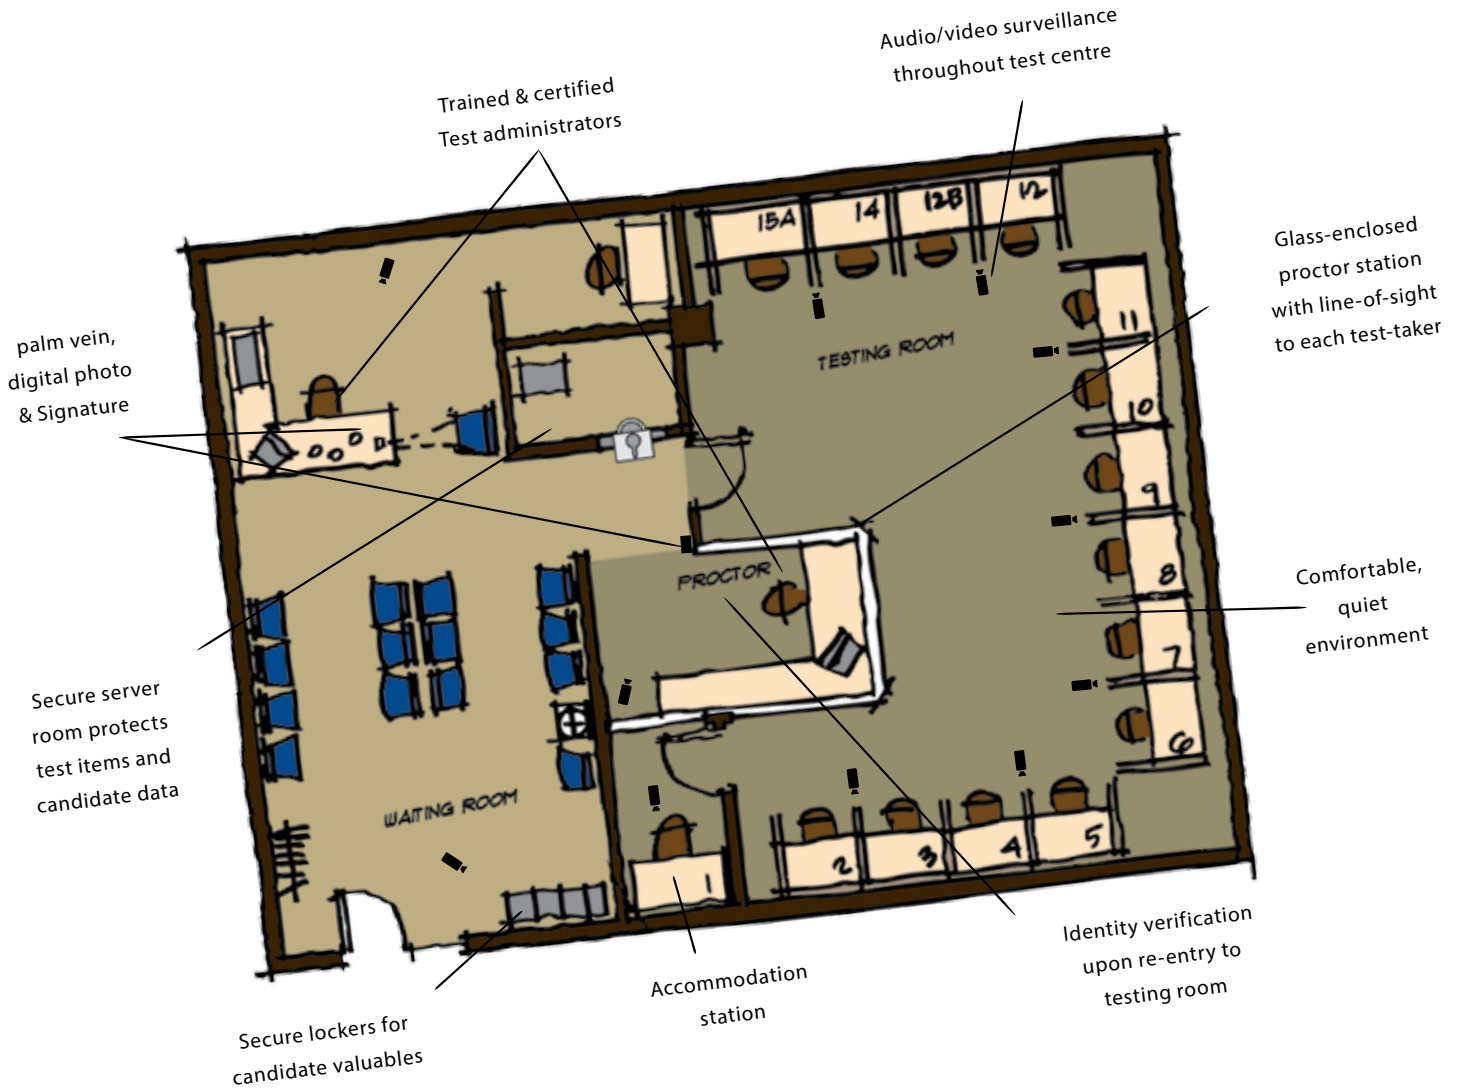 Audio/video surveillance
throughout test centre
Trained & certified
Test administrators
Glass-enclosed
proctor station
with line-of-sight
to each test-taker
palm vein,
digital photo
& Signature
15A
14
12B
12
11
10
9
8
7
6
TESTING ROOM
PROCTOR
Comfortable,
quiet
environment
Secure server
room protects
test items and
candidate data
WAITING ROOM
1
2
3
4
5
Identity verification
upon re-entry to
testing room
Accommodation
station
Secure lockers for
candidate valuables